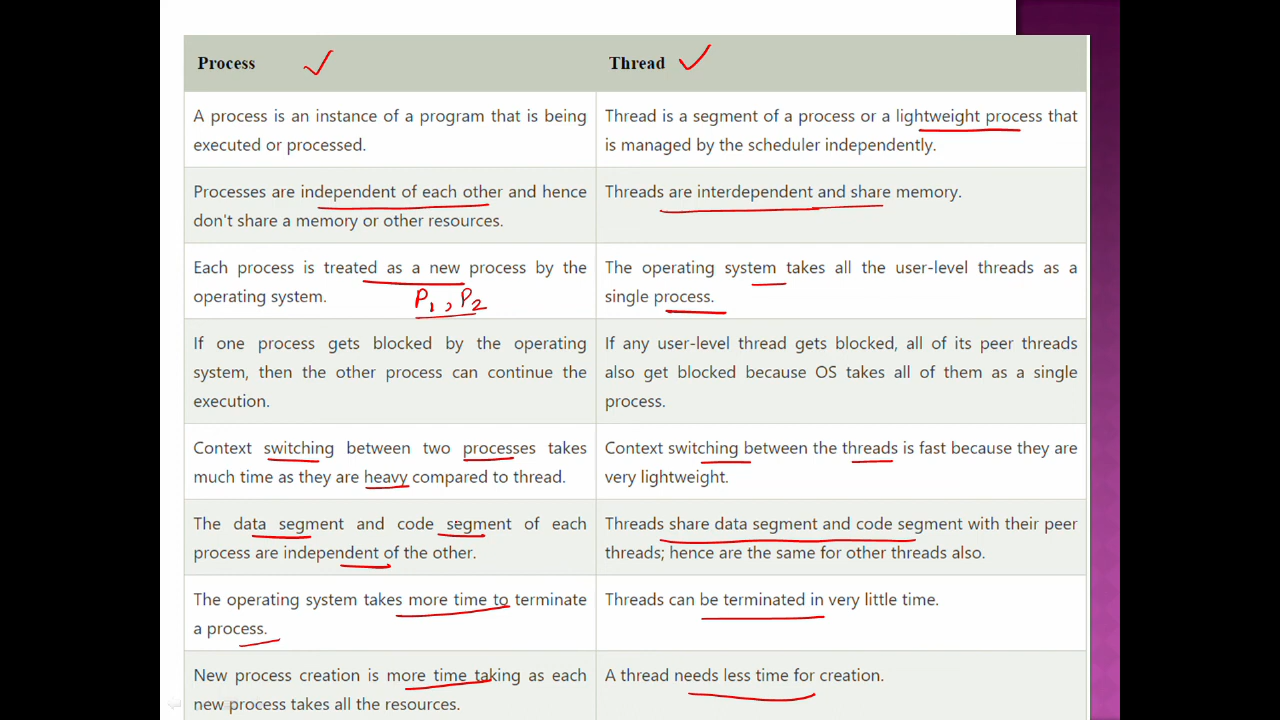 Process
Thread
A process is an instance of a program that is being
executed or processed.
Thread is a segment of a process or a lightweight process that
is managed by the scheduler independently.
Processes are independent of each other and hence
don't share a memory or other resources.
Threads are interdependent and share memory.
Each process is treated as a new process by the
operating system.
P1, P2
The operating system takes all the user-level threads as a
single process.
If one process gets blocked by the operating
system, then the other process can continue the
execution.
If any user-level thread gets blocked, all of its peer threads
also get blocked because OS takes all of them as a single
process.
Context switching between two processes takes
much time as they are heavy compared to thread.
Context switching between the threads is fast because they are
very lightweight.
The data segment and code segment of each
process are independent of the other.
Threads share data segment and code segment with their peer
threads; hence are the same for other threads also.
The operating system takes more time to terminate
a process.
Threads can be terminated in very little time.
New process creation is more time taking as each
new process takes all the resources.
A thread needs less time for creation.